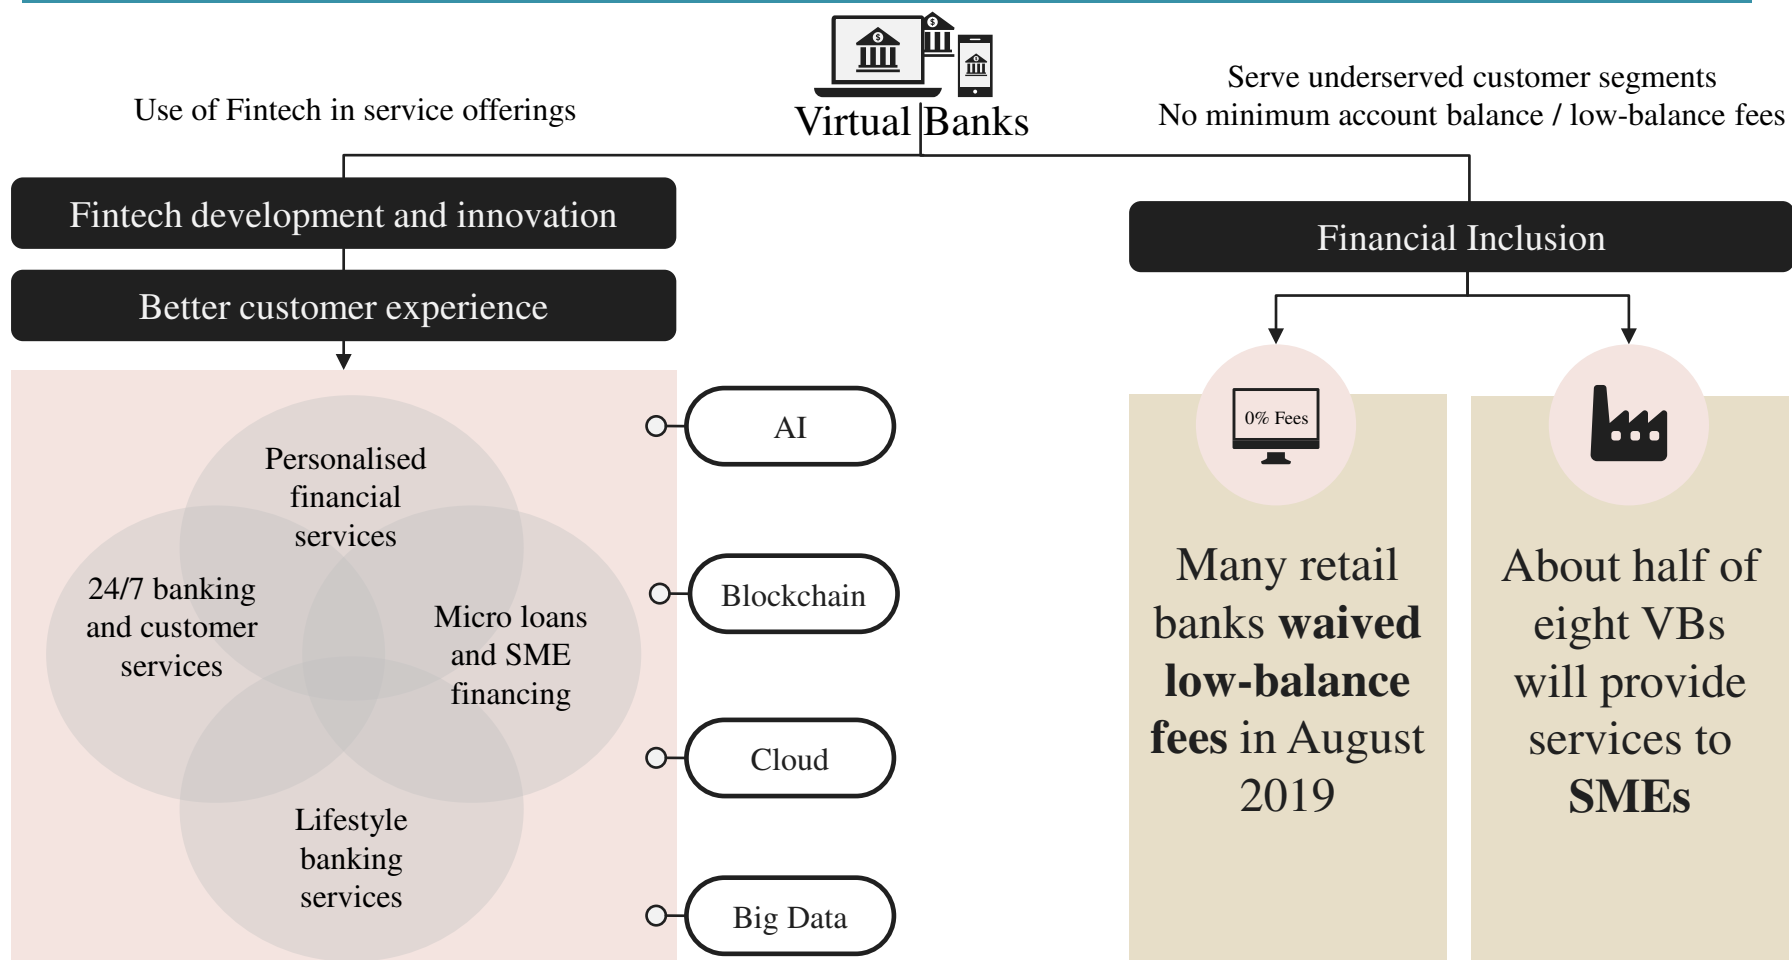 Virtual Banks
Use of Fintech in service offerings
Fintech development and innovation
Better customer experience
Personalised
financial
services
24/7 banking
and customer
services
Micro loans
and SME
financing
Lifestyle
banking
services
AI
Blockchain
Cloud
Big Data
Serve underserved customer segments
No minimum account balance / low-balance fees
Financial Inclusion
0% Fees
Many retail
banks waived
low-balance
fees in August
2019
About half of
eight VBs
will provide
services to
SMEs